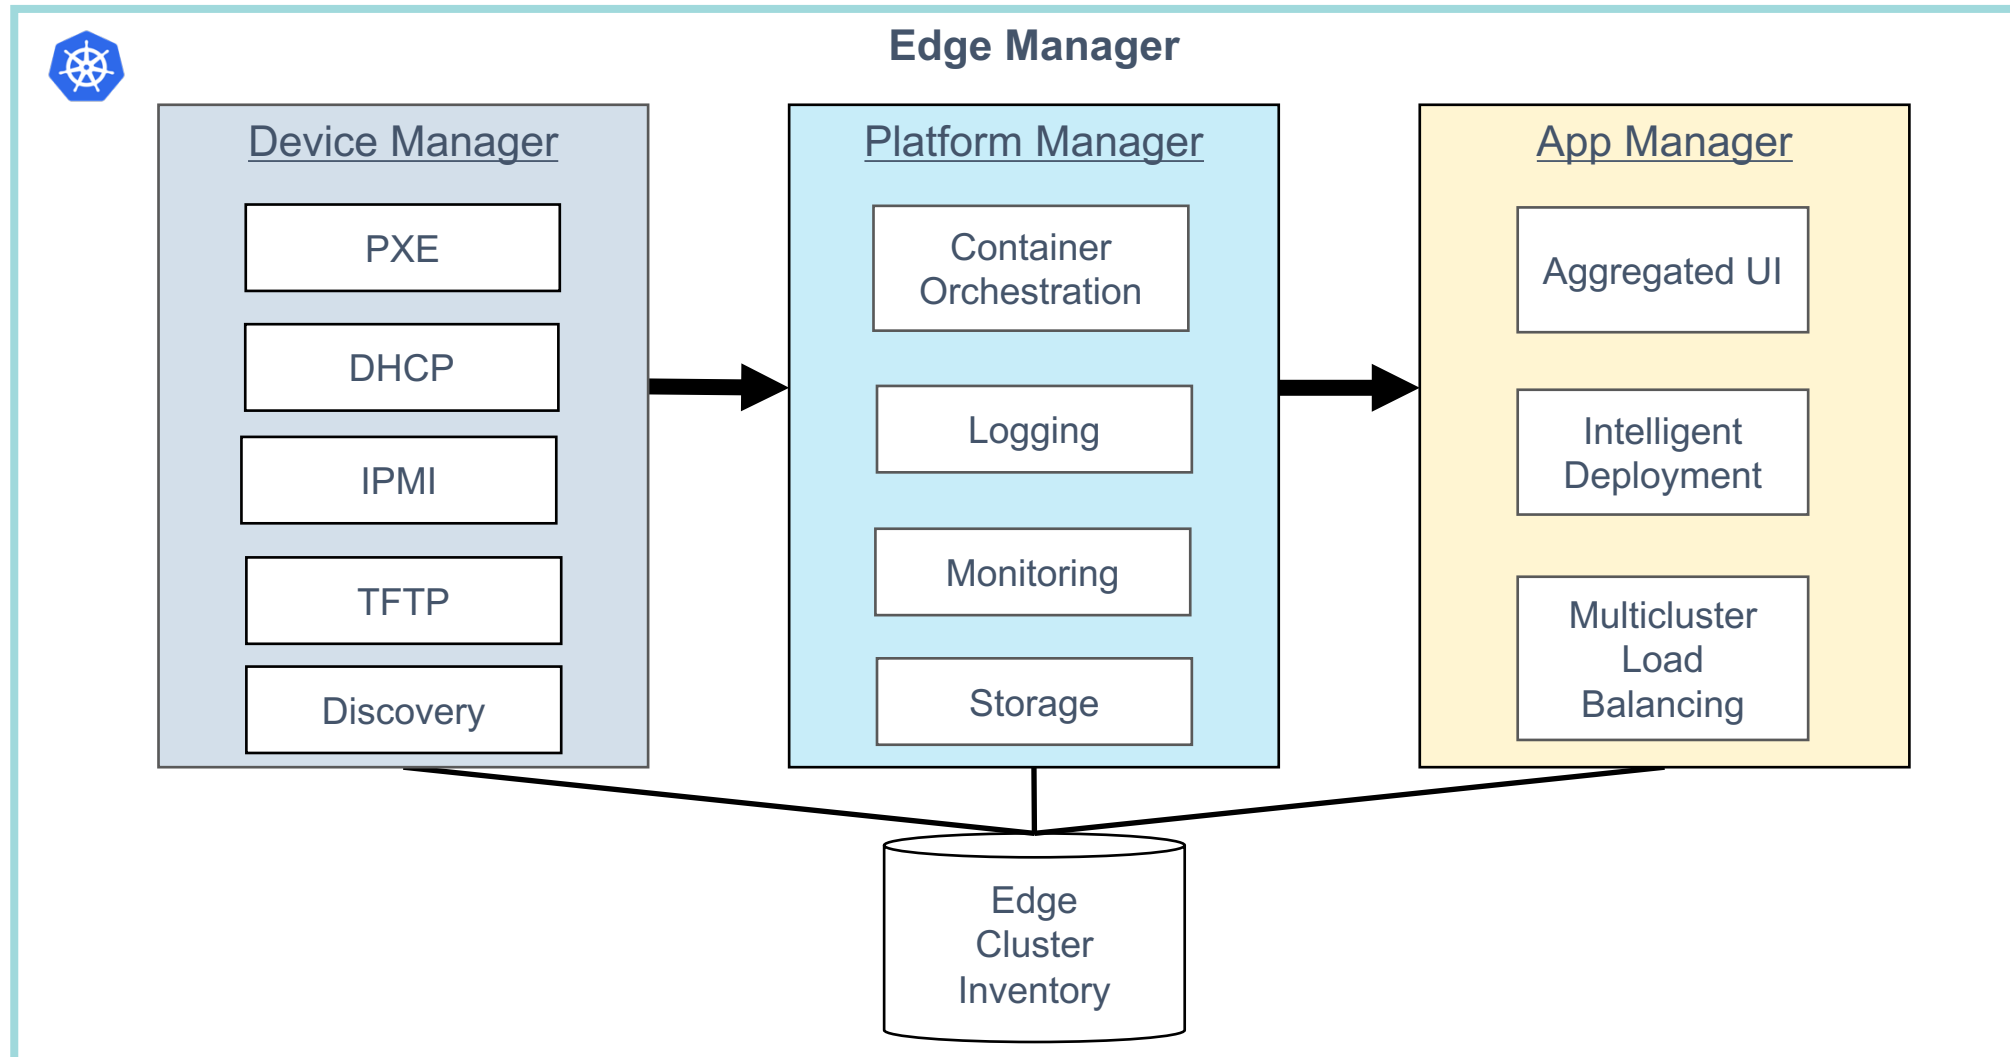 Edge Manager
Device Manager
PXE
DHCP
IPMI
TFTP
Discovery
Platform Manager
Container
Orchestration
Logging
Monitoring
Storage
App Manager
Aggregated UI
Intelligent
Deployment
Multicluster
Load
Balancing
Edge
Cluster
Inventory